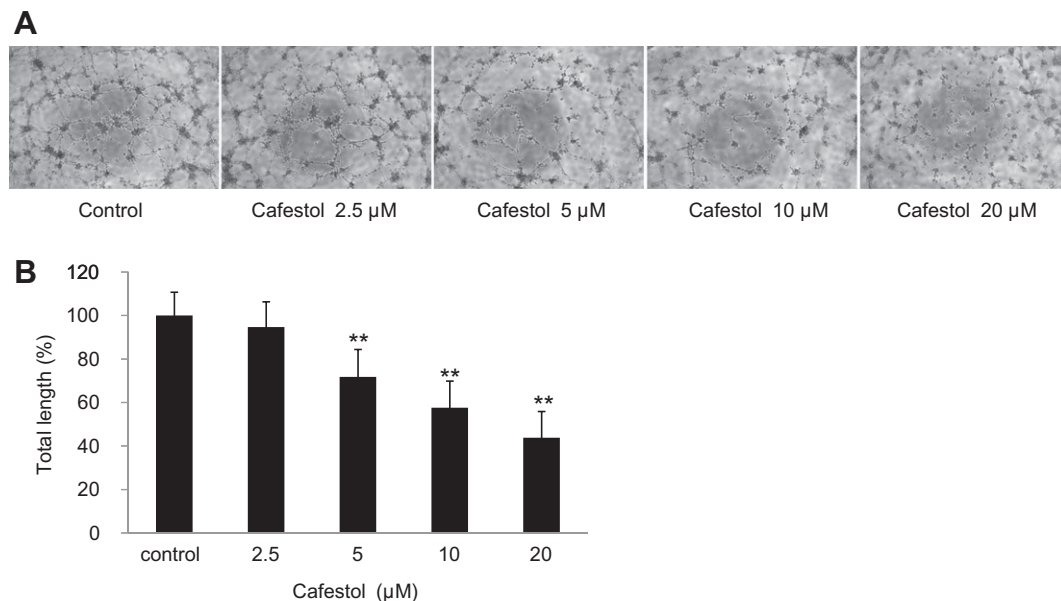 A
Control
Cafestol 2.5 µM
Cafestol 5 µM
Cafestol 10 µM
Cafestol 20 µM
B
120
100
80
60
40
20
0
Total length (%)
**
**
**
control 2.5 5 10 20
Cafestol (µM)